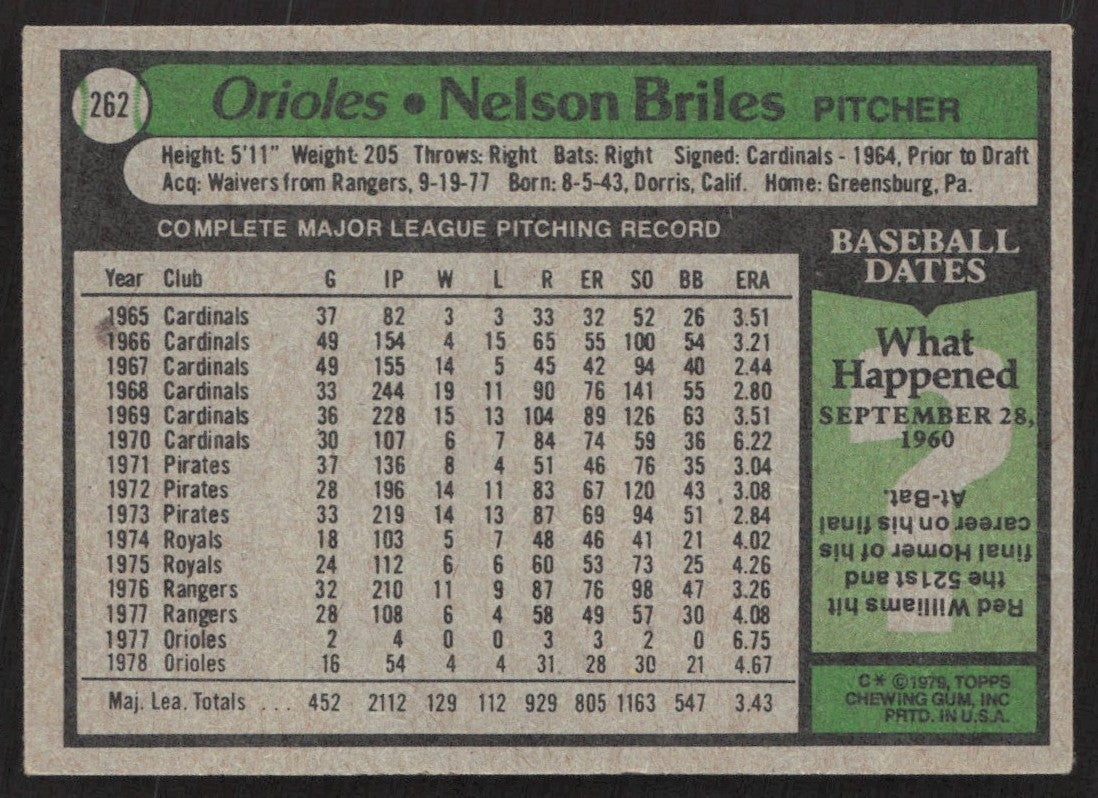 262
Orioles • Nelson Briles PITCHER
Height: 5'11" Weight: 205 Throws: Right Bats: Right Signed: Cardinals - 1964, Prior to Draft
Acq: Waivers from Rangers, 9-19-77 Born: 8-5-43, Dorris, Calif. Home: Greensburg, Pa.
COMPLETE MAJOR LEAGUE PITCHING RECORD
Year Club G IP W L R ER SO BB ERA
1965 Cardinals 37 82 3 3 33 32 52 26 3.51
1966 Cardinals 49 154 4 15 65 55 100 54 3.21
1967 Cardinals 49 155 14 5 45 42 94 40 2.44
1968 Cardinals 33 244 19 11 90 76 141 55 2.80
1969 Cardinals 36 228 15 13 104 89 126 63 3.51
1970 Cardinals 30 107 6 7 84 74 59 36 6.22
1971 Pirates 37 136 8 4 51 46 76 35 3.04
1972 Pirates 28 196 14 11 83 67 120 43 3.08
1973 Pirates 33 219 14 13 87 69 94 51 2.84
1974 Royals 18 103 5 7 48 46 41 21 4.02
1975 Royals 24 112 6 6 60 53 73 25 4.26
1976 Rangers 32 210 11 9 87 76 98 47 3.26
1977 Rangers 28 108 6 4 58 49 57 30 4.08
1977 Orioles 2 4 0 0 3 3 2 0 6.75
1978 Orioles 16 54 4 4 31 28 30 21 4.67
Maj. Lea. Totals . . . 452 2112 129 112 929 805 1163 547 3.43
BASEBALL
DATES
What
Happened
SEPTEMBER 28,
1960
?
Red Williams hit
the 521st and
final Homer of his
career on his final
At-Bat.
C* ©1979, TOPPS
CHEWING GUM, INC
PRTD. IN U.S.A.